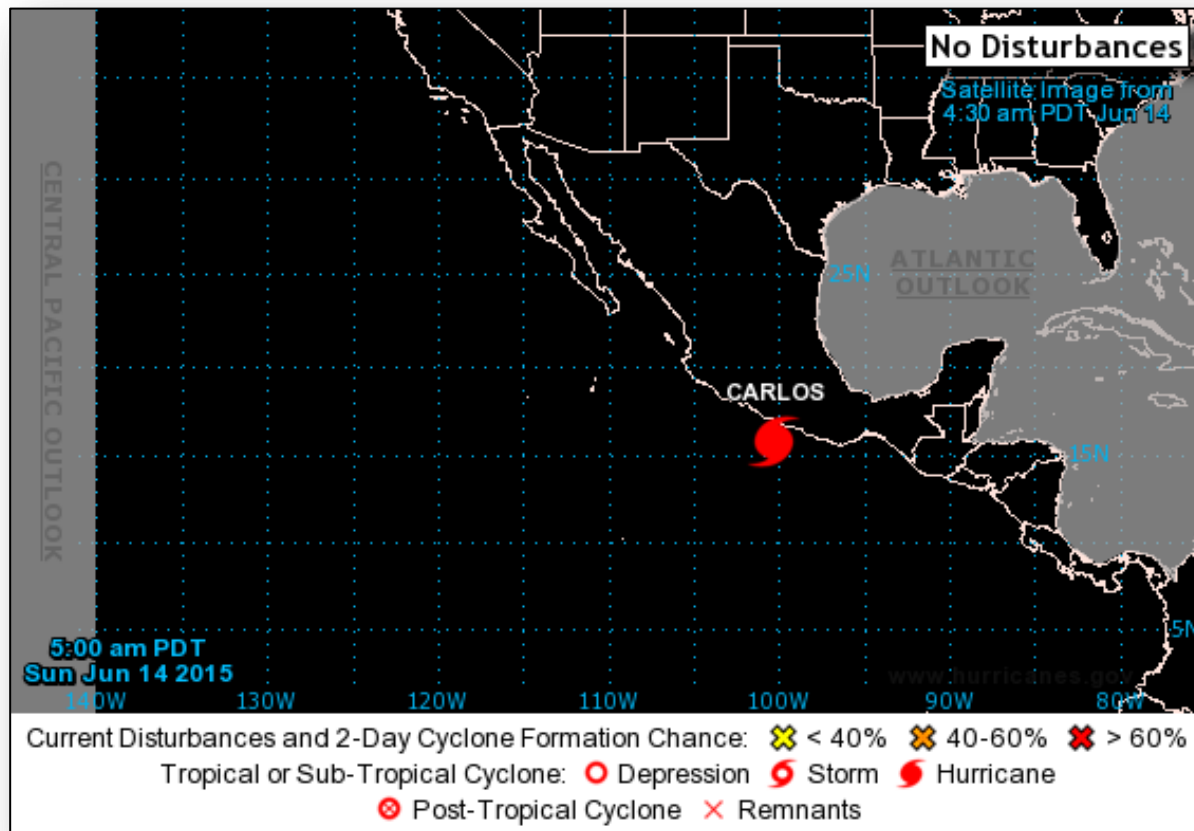 No Disturbances
Satellite Image from
4:30 am PDT Jun 14
CENTRAL PACIFIC OUTLOOK
ATLANTIC
OUTLOOK
25N
CARLOS
15N
5N
5:00 am PDT
Sun Jun 14 2015
www.hurricanes.gov
140W 130W 120W 110W 100W 90W 80W
Current Disturbances and 2-Day Cyclone Formation Chance: < 40% 40-60% > 60%
Tropical or Sub-Tropical Cyclone: Depression Storm Hurricane
Post-Tropical Cyclone Remnants